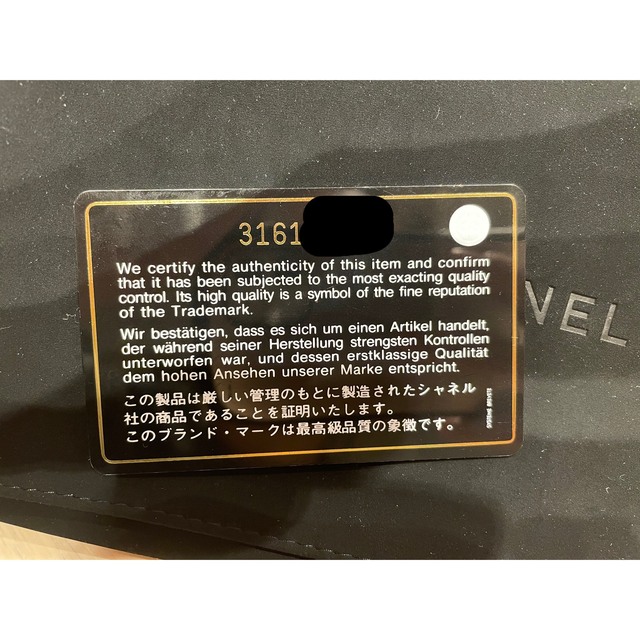 3161
We certify the authenticity of this item and confirm
that it has been subjected to the most exacting quality
control. Its high quality is a symbol of the fine reputation
of the Trademark.
Wir bestätigen, dass es sich um einen Artikel handelt,
der während seiner Herstellung strengsten Kontrollen
unterworfen war, und dessen erstklassige Qualität
dem hohen Ansehen unserer Marke entspricht.
この製品は厳しい管理のもとに製造されたシャネル
社の商品であることを証明いたします。
このブランド・マークは最高級品質の象徴です。
NEL